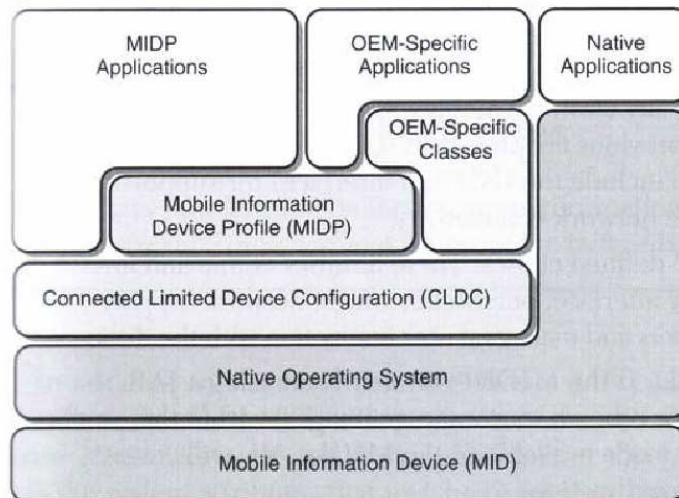 MIDP
Applications
OEM-Specific
Applications
Native
Applications
OEM-Specific
Classes
Mobile Information
Device Profile (MIDP)
Connected Limited Device Configuration (CLDC)
Native Operating System
Mobile Information Device (MID)